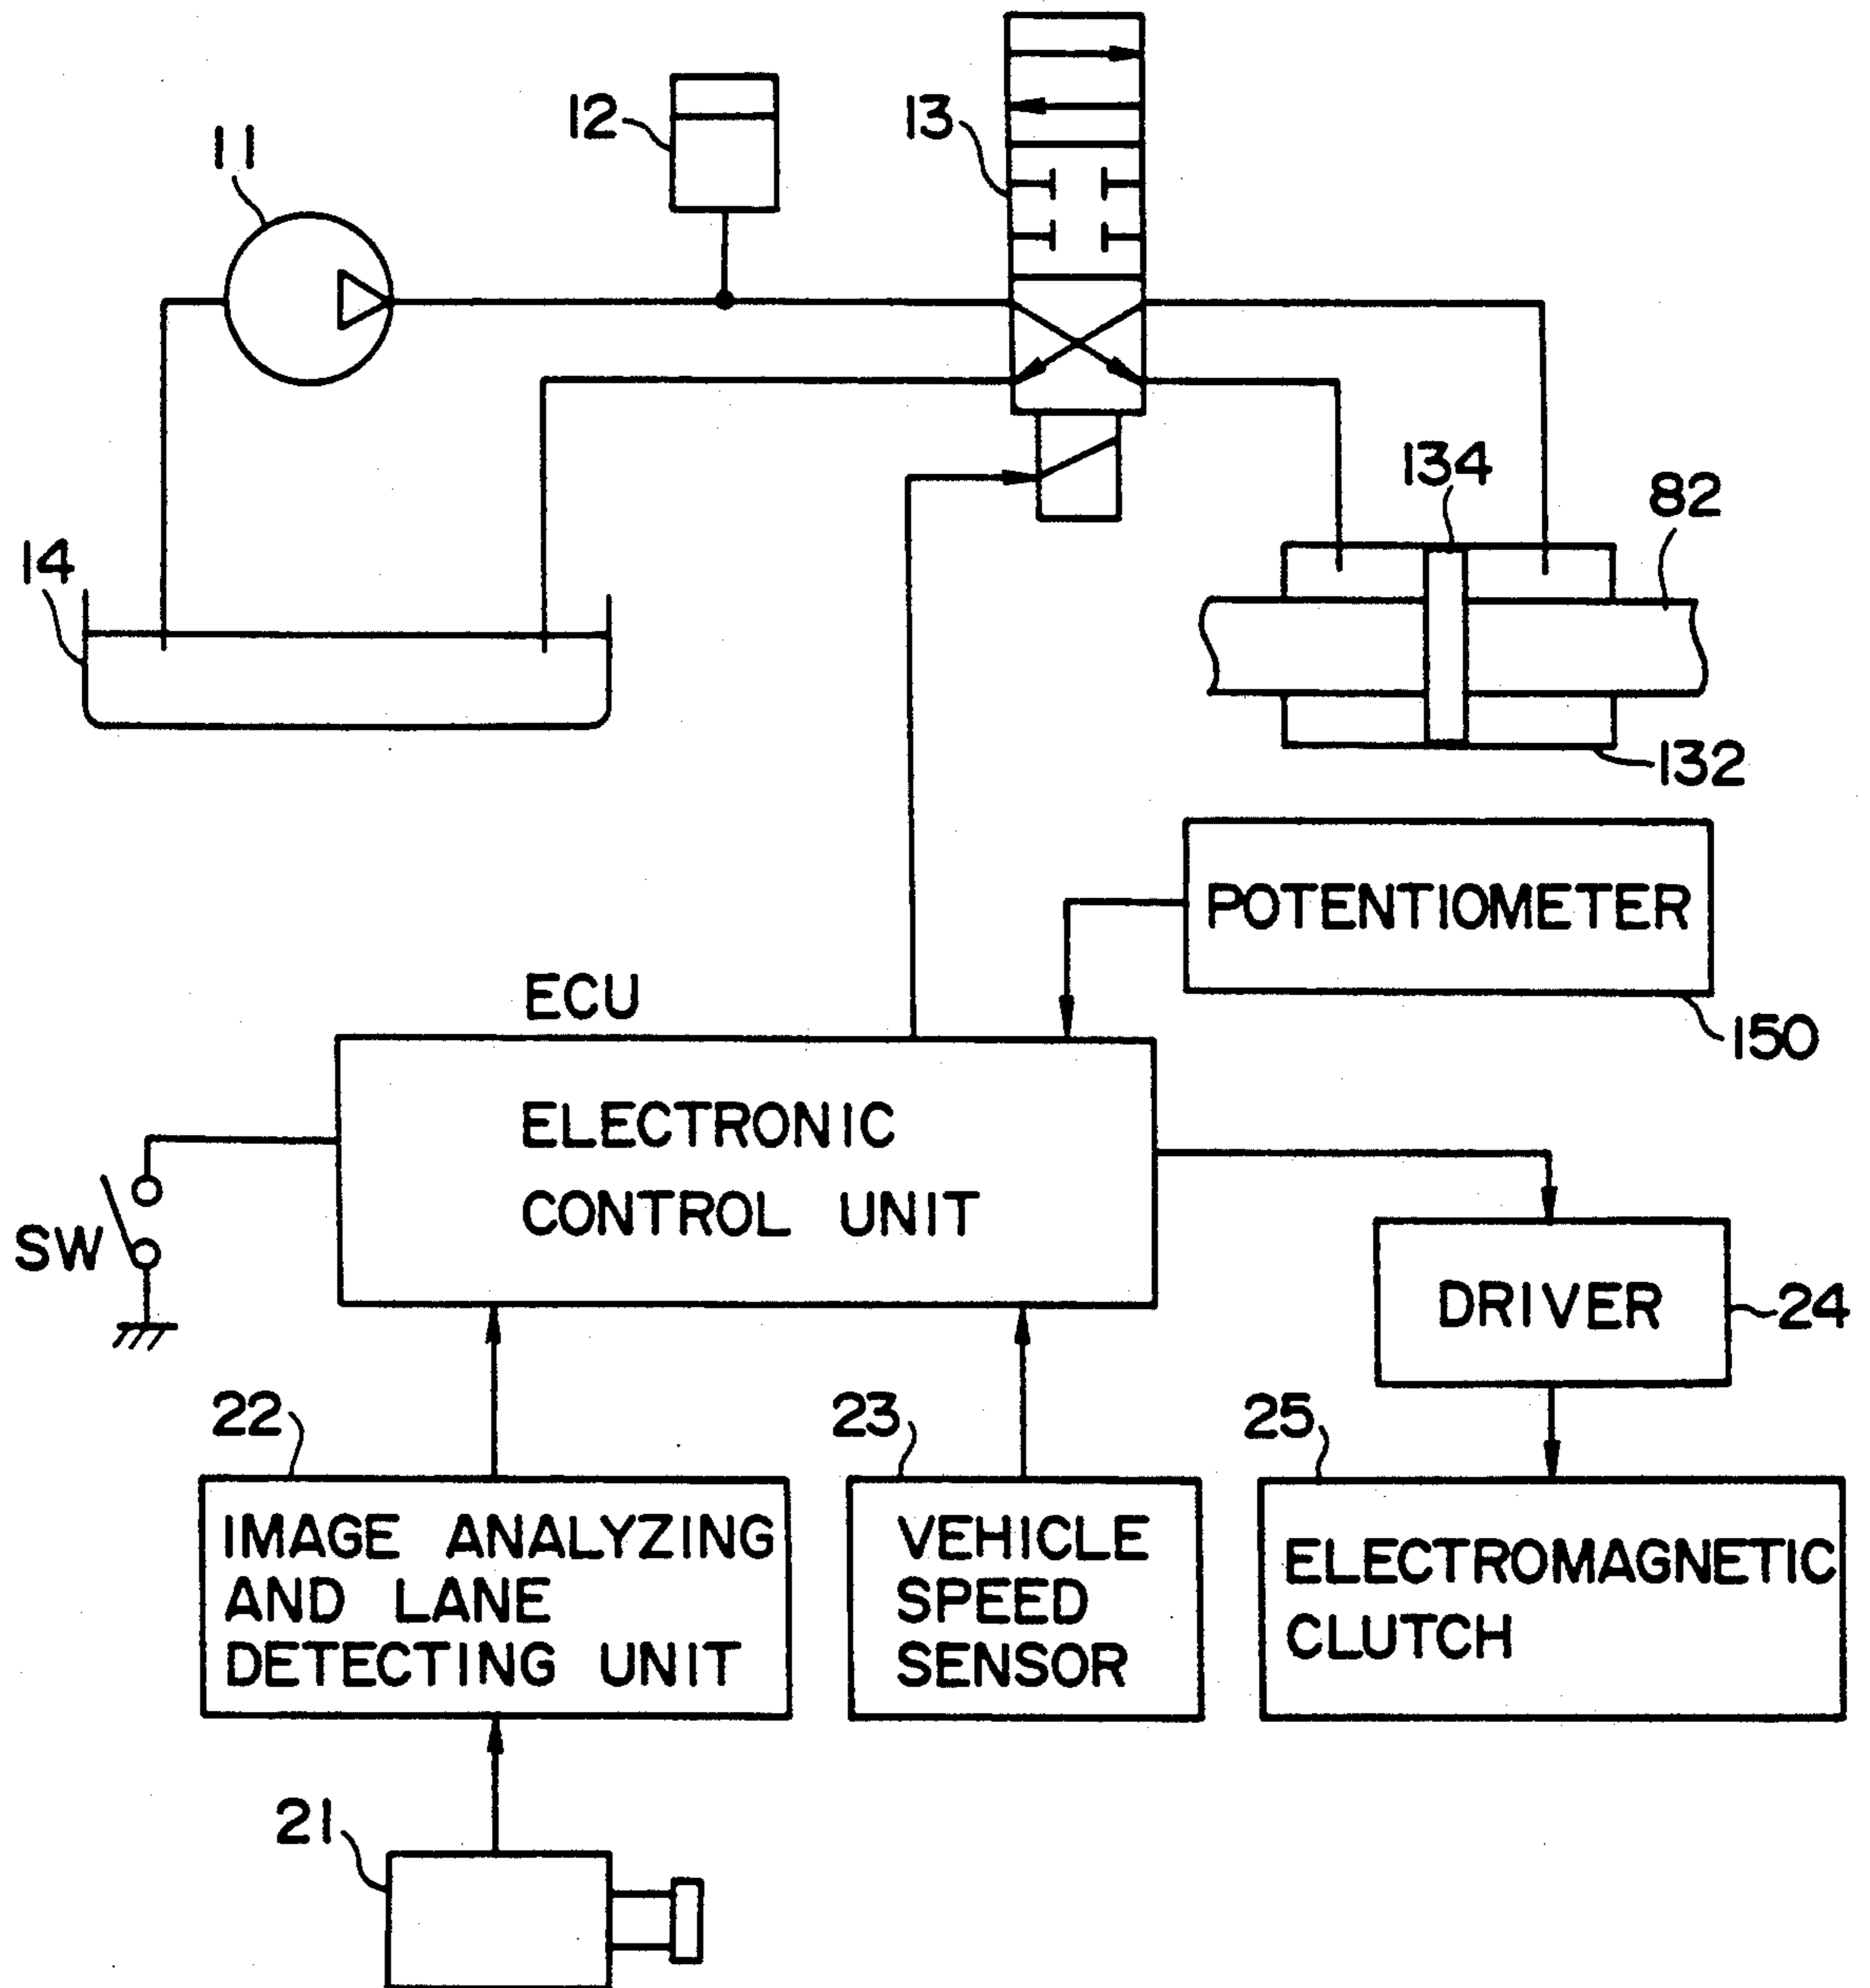 11
12
13
14
134
82
132
POTENTIOMETER
150
ECU
ELECTRONIC
CONTROL UNIT
SW
DRIVER
24
22
23
25
IMAGE ANALYZING
AND LANE
DETECTING UNIT
VEHICLE
SPEED
SENSOR
ELECTROMAGNETIC
CLUTCH
21